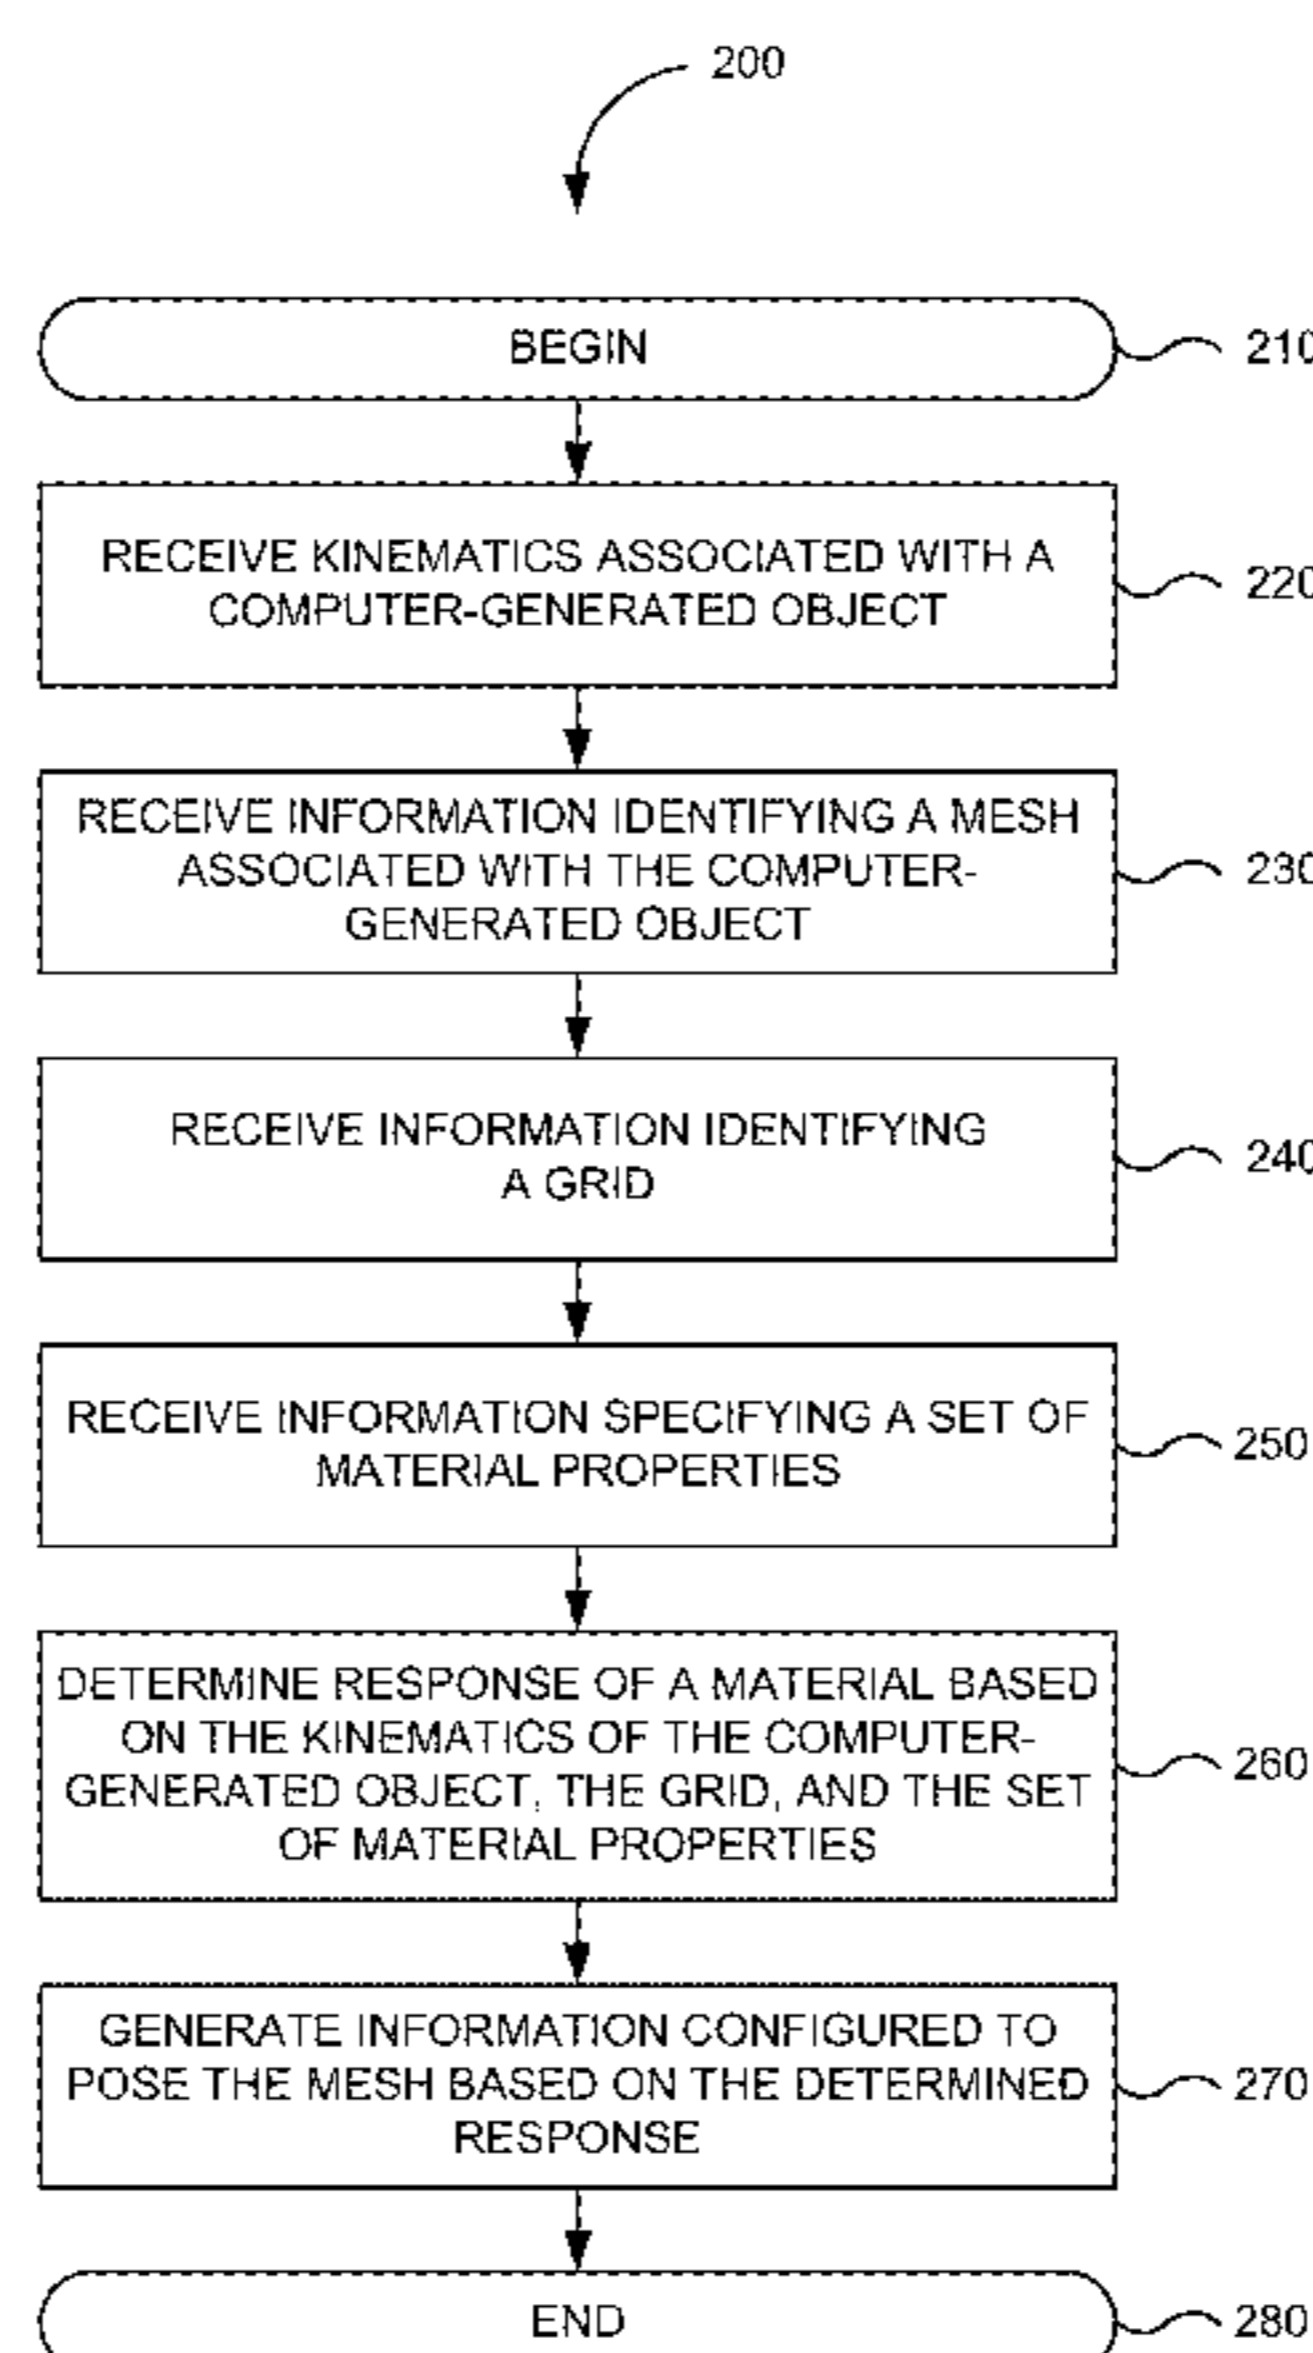 200
BEGIN
210
RECEIVE KINEMATICS ASSOCIATED WITH A
COMPUTER-GENERATED OBJECT
220
RECEIVE INFORMATION IDENTIFYING A MESH
ASSOCIATED WITH THE COMPUTER-
GENERATED OBJECT
230
RECEIVE INFORMATION IDENTIFYING
A GRID
240
RECEIVE INFORMATION SPECIFYING A SET OF
MATERIAL PROPERTIES
250
DETERMINE RESPONSE OF A MATERIAL BASED
ON THE KINEMATICS OF THE COMPUTER-
GENERATED OBJECT, THE GRID, AND THE SET
OF MATERIAL PROPERTIES
260
GENERATE INFORMATION CONFIGURED TO
POSE THE MESH BASED ON THE DETERMINED
RESPONSE
270
END
280